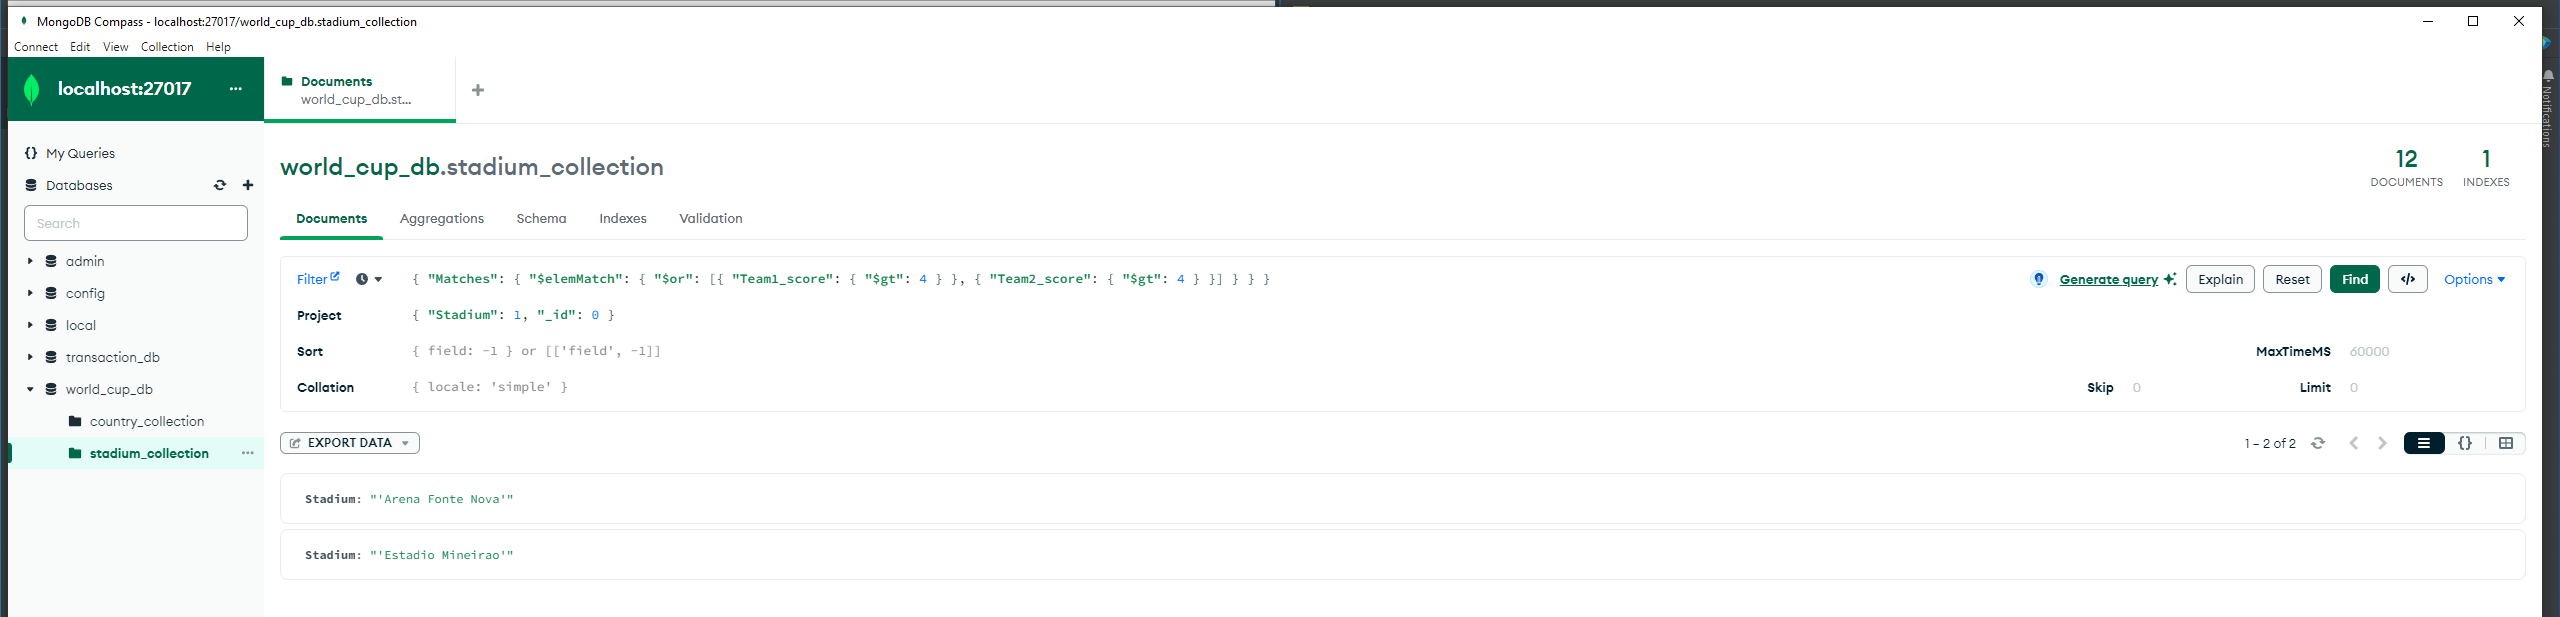 MongoDB Compass - localhost:27017/world_cup_db.stadium_collection
Connect Edit View Collection Help
localhost:27017 ...
Documents
world_cup_db.st...
My Queries
Databases
Search
admin
config
local
transaction_db
world_cup_db
country_collection
stadium_collection ...
world_cup_db.stadium_collection
12 DOCUMENTS
1 INDEXES
Documents Aggregations Schema Indexes Validation
Filter { "Matches": { "$elemMatch": { "$or": [{ "Team1_score": { "$gt": 4 } }, { "Team2_score": { "$gt": 4 } }] } } }
Generate query Explain Reset Find </> Options
Project { "Stadium": 1, "_id": 0 }
Sort { field: -1 } or [['field', -1]]
MaxTimeMS 60000
Collation { locale: 'simple' }
Skip 0 Limit 0
EXPORT DATA
1 – 2 of 2
{}
Stadium: "'Arena Fonte Nova'"
Stadium: "'Estadio Mineirao'"
Notifications